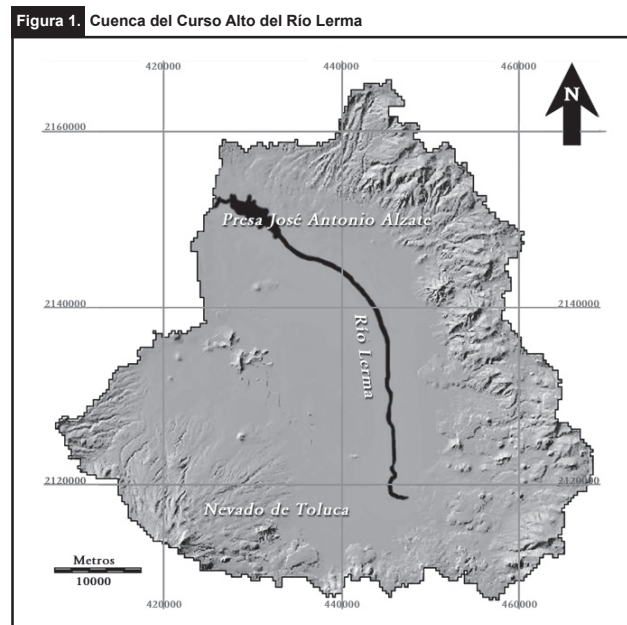 Figura 1. Cuenca del Curso Alto del Río Lerma
420000 440000 460000
N
2160000
Presa José Antonio Alzate
2140000 2140000
Río Lerma
2120000 2120000
Nevado de Toluca
Metros
10000
420000 440000 460000